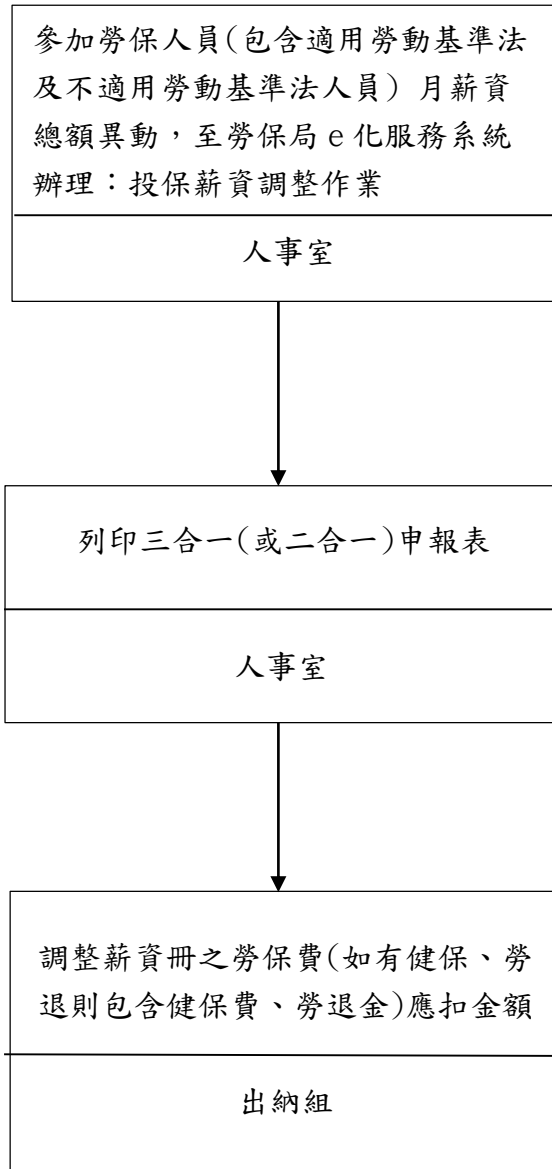 參加勞保人員(包含適用勞動基準法
及不適用勞動基準法人員) 月薪資
總額異動，至勞保局 e 化服務系統
辦理：投保薪資調整作業
人事室
列印三合一(或二合一)申報表
人事室
調整薪資冊之勞保費(如有健保、勞
退則包含健保費、勞退金)應扣金額
出納組